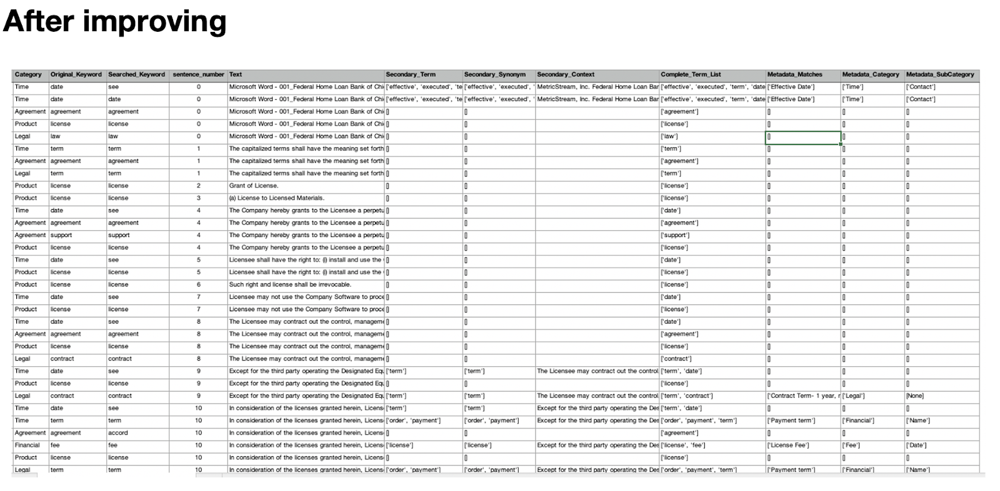 After improving
Category Original_Keyword Searched_Keyword sentence_number Text Secondary_Term Secondary_Synonym Secondary_Context Complete_Term_List Metadata_Matches Metadata_Category Metadata_SubCategory
Time date see 0 Microsoft Word - 001_Federal Home Loan Bank of Chi ['effective', 'executed', 'te ['effective', 'executed', ' MetricStream, Inc. Federal Home Loan Bar ['effective', 'executed', 'term', 'date ['Effective Date'] ['Time'] ['Contact']
Time date date 0 Microsoft Word - 001_Federal Home Loan Bank of Chi ['effective', 'executed', 'te ['effective', 'executed', ' MetricStream, Inc. Federal Home Loan Bar ['effective', 'executed', 'term', 'date ['Effective Date'] ['Time'] ['Contact']
Agreement agreement agreement 0 Microsoft Word - 001_Federal Home Loan Bank of Chi [] [] ['agreement'] [] [] []
Product license license 0 Microsoft Word - 001_Federal Home Loan Bank of Chi [] [] ['license'] [] [] []
Legal law law 0 Microsoft Word - 001_Federal Home Loan Bank of Chi [] [] ['law'] [] [] []
Time term term 1 The capitalized terms shall have the meaning set forth [] [] ['term'] [] [] []
Agreement agreement agreement 1 The capitalized terms shall have the meaning set forth [] [] ['agreement'] [] [] []
Legal term term 1 The capitalized terms shall have the meaning set forth [] [] ['term'] [] [] []
Product license license 2 Grant of License. [] [] ['license'] [] [] []
Product license license 3 (a) License to Licensed Materials. [] [] ['license'] [] [] []
Time date see 4 The Company hereby grants to the Licensee a perpetu [] [] ['date'] [] [] []
Agreement agreement agreement 4 The Company hereby grants to the Licensee a perpetu [] [] ['agreement'] [] [] []
Agreement support support 4 The Company hereby grants to the Licensee a perpetu [] [] ['support'] [] [] []
Product license license 4 The Company hereby grants to the Licensee a perpetu [] [] ['license'] [] [] []
Time date see 5 Licensee shall have the right to: (i) install and use the [] [] ['date'] [] [] []
Product license license 5 Licensee shall have the right to: (i) install and use the [] [] ['license'] [] [] []
Product license license 6 Such right and license shall be irrevocable. [] [] ['license'] [] [] []
Time date see 7 Licensee may not use the Company Software to proce [] [] ['date'] [] [] []
Product license license 7 Licensee may not use the Company Software to proce [] [] ['license'] [] [] []
Time date see 8 The Licensee may contract out the control, managem [] [] ['date'] [] [] []
Agreement agreement agreement 8 The Licensee may contract out the control, managem [] [] ['agreement'] [] [] []
Product license license 8 The Licensee may contract out the control, managem [] [] ['license'] [] [] []
Legal contract contract 8 The Licensee may contract out the control, managem [] [] ['contract'] [] [] []
Time date see 9 Except for the third party operating the Designated Equ ['term'] ['term'] The Licensee may contract out the control, ['term', 'date'] [] [] []
Product license license 9 Except for the third party operating the Designated Equ [] [] ['license'] [] [] []
Legal contract contract 9 Except for the third party operating the Designated Equ ['term'] ['term'] The Licensee may contract out the control, ['term', 'contract'] ['Contract Term- 1 year, r ['Legal'] [None]
Time date see 10 In consideration of the licenses granted herein, Licens ['term'] ['term'] Except for the third party operating the Des ['term', 'date'] [] [] []
Time term term 10 In consideration of the licenses granted herein, Licens ['order', 'payment'] ['order', 'payment'] Except for the third party operating the Des ['order', 'payment', 'term'] ['Payment term'] ['Financial'] ['Name']
Agreement agreement accord 10 In consideration of the licenses granted herein, Licens [] [] ['agreement'] [] [] []
Financial fee fee 10 In consideration of the licenses granted herein, Licens ['license'] ['license'] Except for the third party operating the Des ['license', 'fee'] ['License Fee'] ['Fee'] ['Date']
Product license license 10 In consideration of the licenses granted herein, Licens [] [] ['license'] [] [] []
Legal term term 10 In consideration of the licenses granted herein, Licens ['order', 'payment'] ['order', 'payment'] Except for the third party operating the Des ['order', 'payment', 'term'] ['Payment term'] ['Financial'] ['Name']